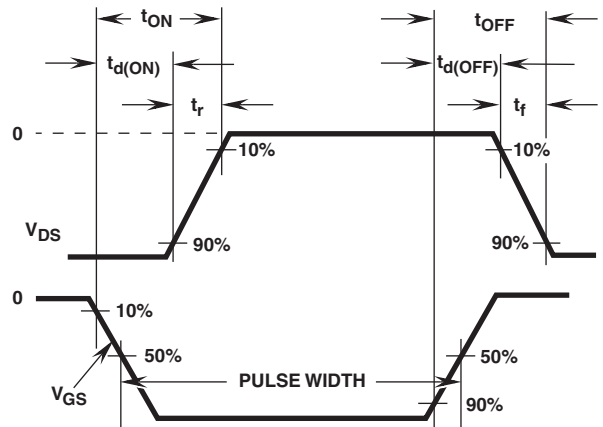 tON
tOFF
td(ON)
td(OFF)
tr
tf
0
10%
10%
VDS
90%
90%
0
10%
50%
50%
VGS
PULSE WIDTH
90%